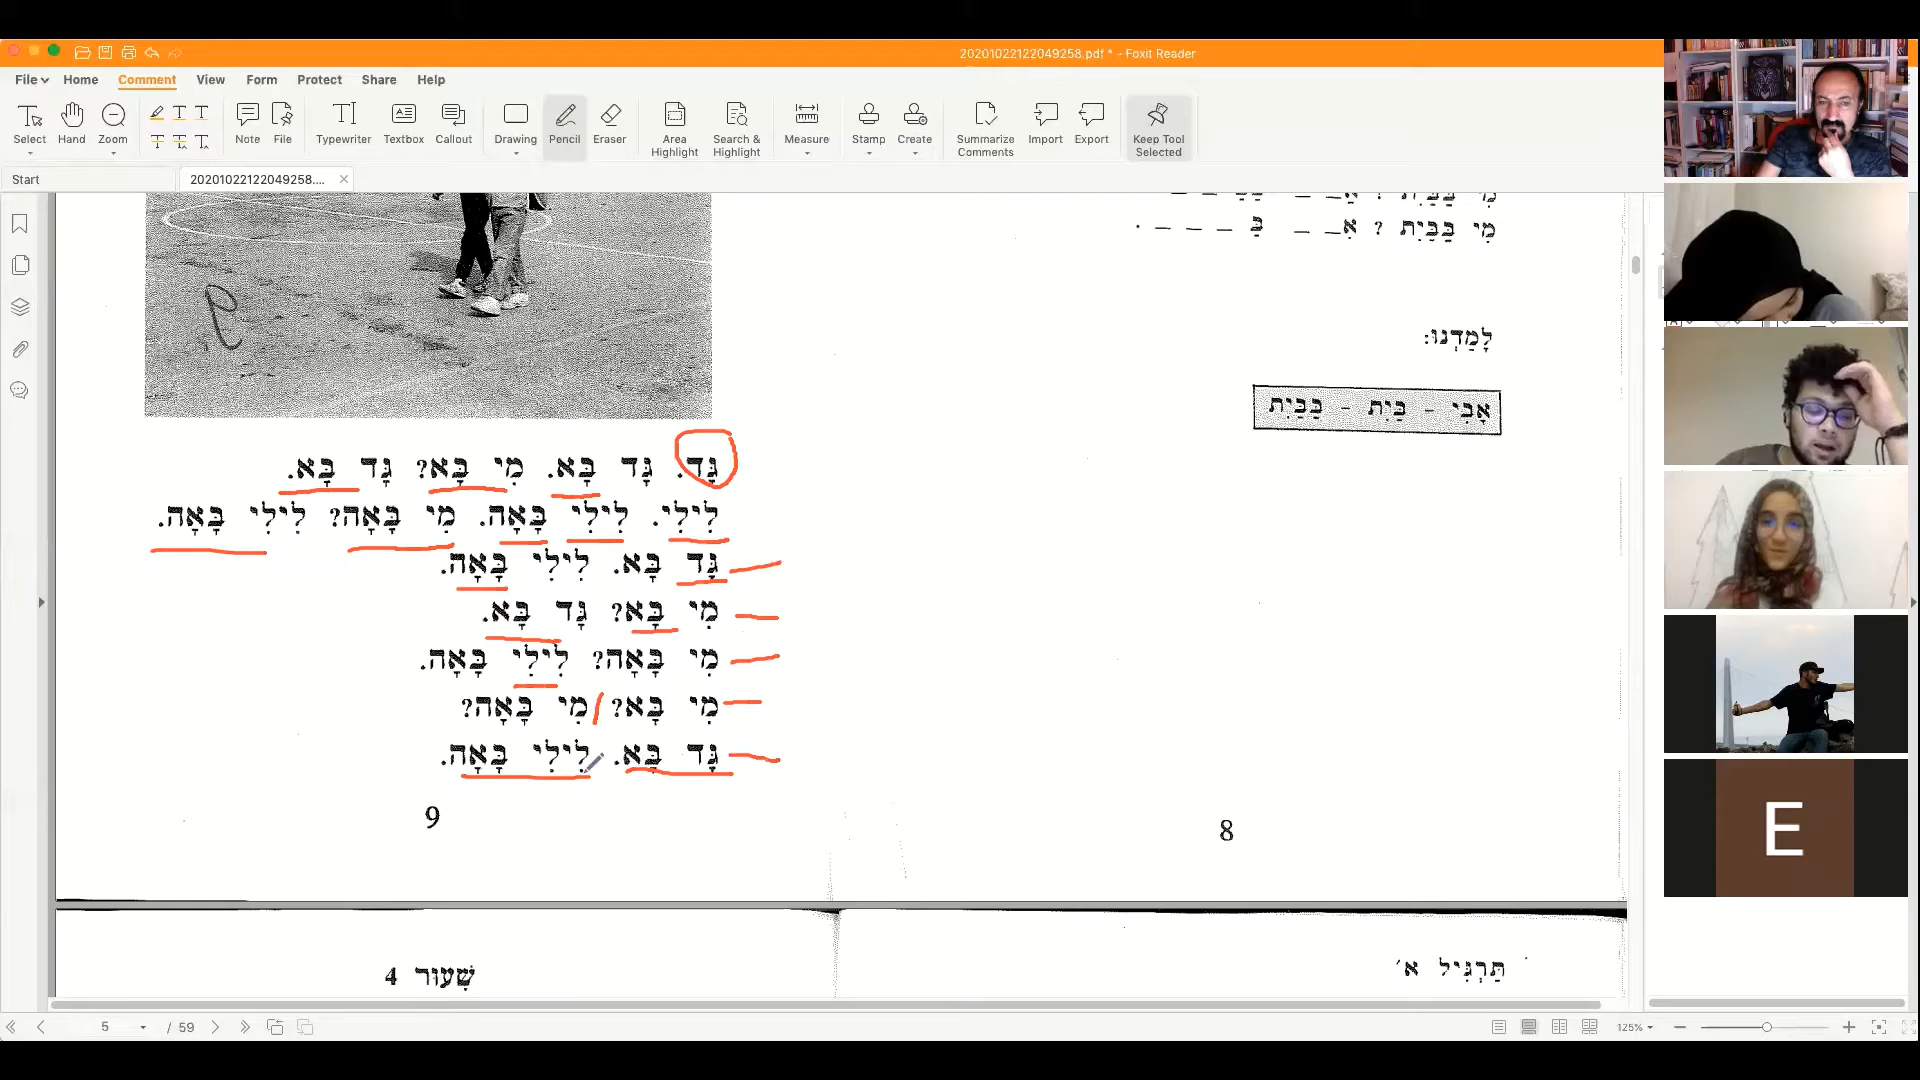 20201022122049258.pdf * - Foxit Reader
File Home Comment View Form Protect Share Help
Select Hand Zoom Note File Typewriter Textbox Callout Drawing Pencil Eraser Area Highlight Search & Highlight Measure Stamp Create Summarize Comments Import Export Keep Tool Selected
Start 20201022122049258....
מִי בַּבַּיִת ? אִ_ _ _ בַּ _ _ _ .
לָמַדְנוּ:
אָבִי – בַּיִת – בַּבַּיִת
8
גָּד. גָּד בָּא. מִי בָּא? גָּד בָּא.
לִילִי. לִילִי בָּאָה. מִי בָּאָה? לִילִי בָּאָה.
גָּד בָּא. לִילִי בָּאָה.
מִי בָּא? גָּד בָּא.
מִי בָּאָה? לִילִי בָּאָה.
מִי בָּא? מִי בָּאָה?
גָּד בָּא. לִילִי בָּאָה.
9
תַּרְגִּיל א׳
שִׁעוּר 4
5 / 59
125%
E